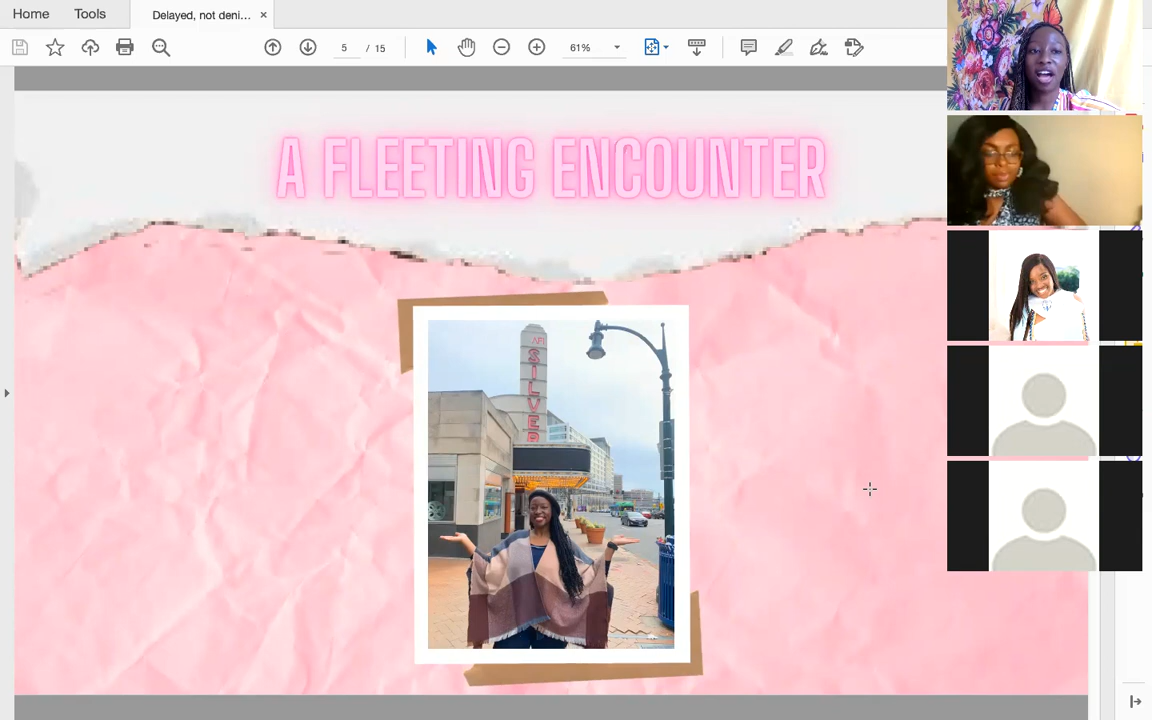 Home
Tools
Delayed, not deni...
5 / 15
61%
A FLEETING ENCOUNTER
AFI
SILVER